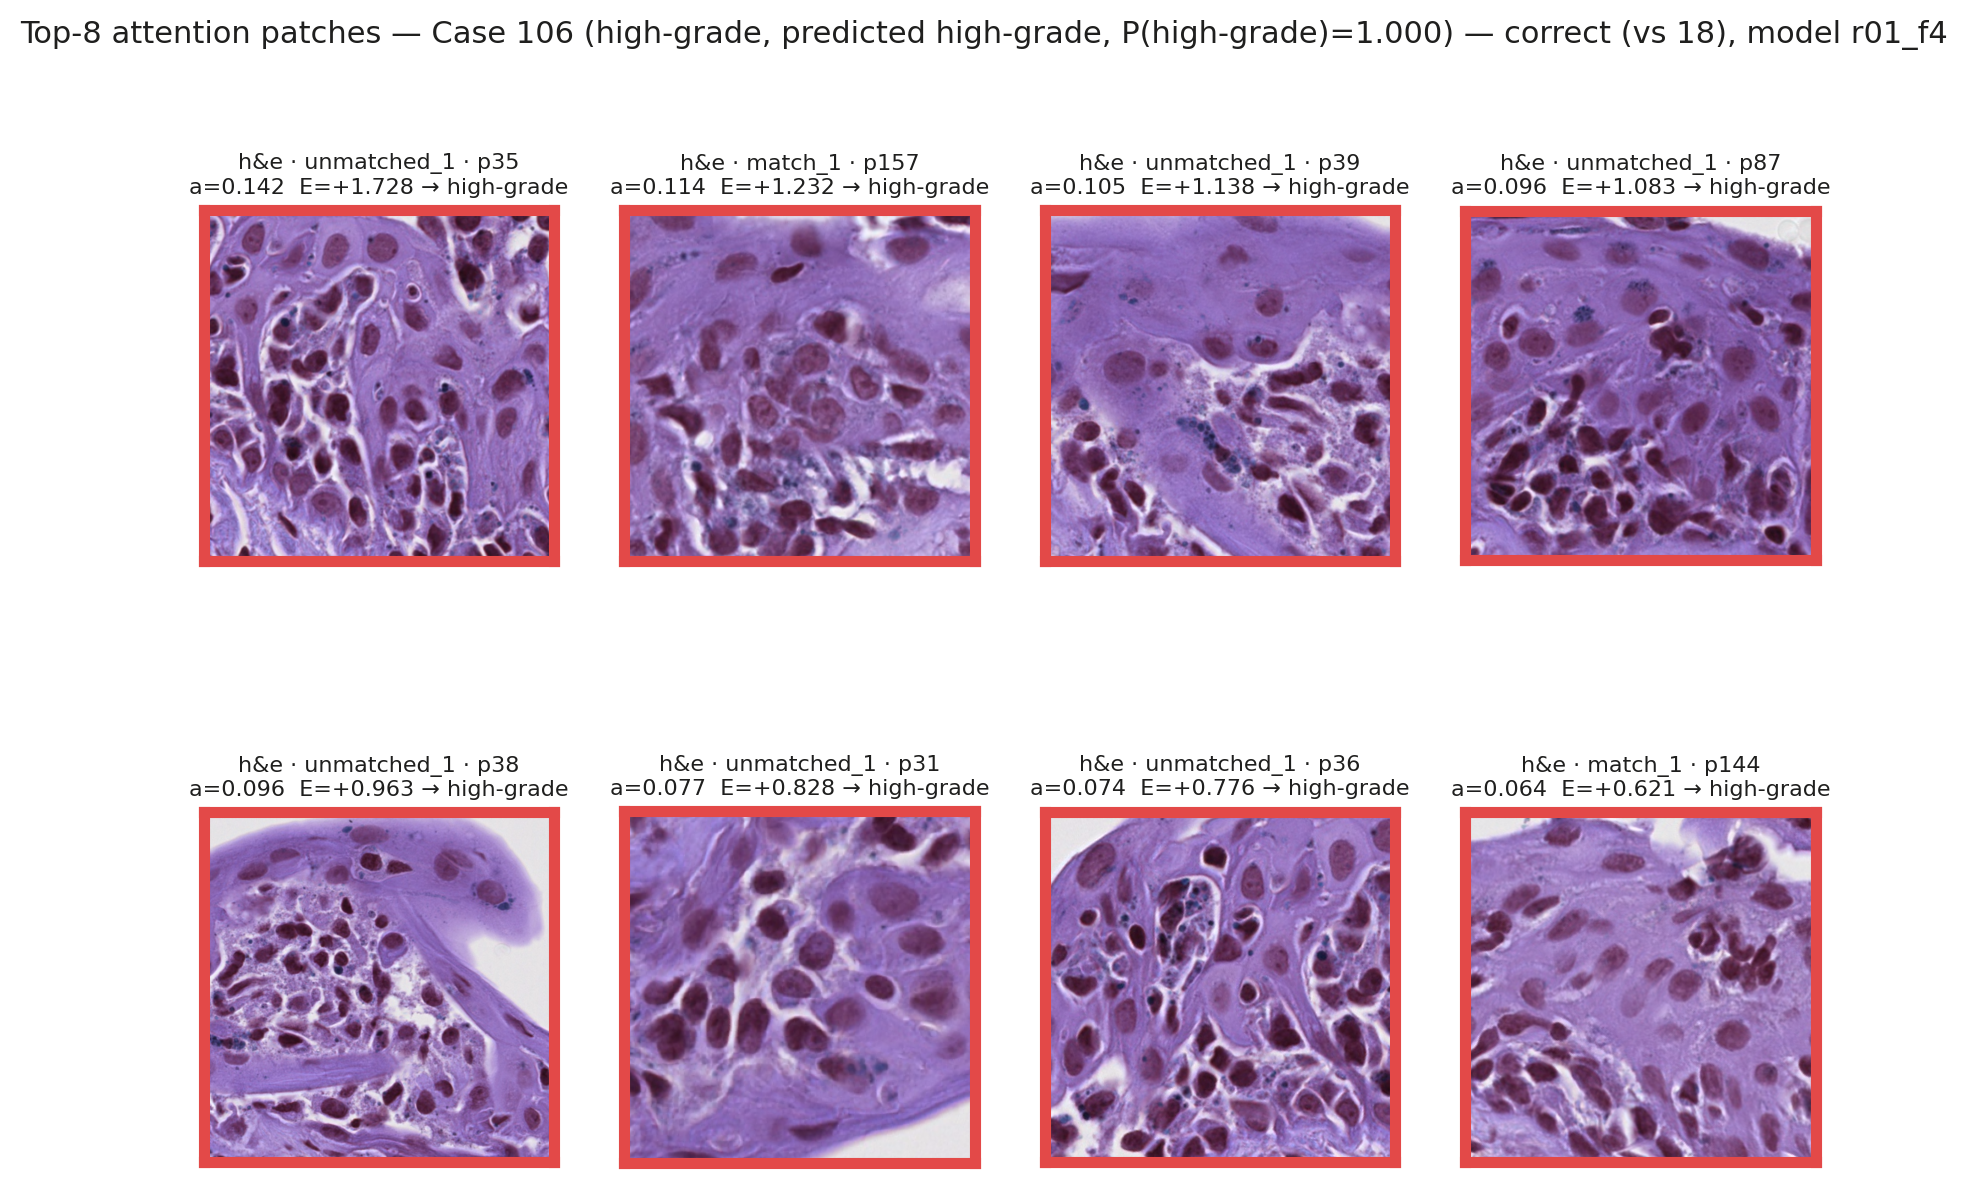 Top-8 attention patches — Case 106 (high-grade, predicted high-grade, P(high-grade)=1.000) — correct (vs 18), model r01_f4
h&e · unmatched_1 · p35
a=0.142  E=+1.728 → high-grade
h&e · match_1 · p157
a=0.114  E=+1.232 → high-grade
h&e · unmatched_1 · p39
a=0.105  E=+1.138 → high-grade
h&e · unmatched_1 · p87
a=0.096  E=+1.083 → high-grade
h&e · unmatched_1 · p38
a=0.096  E=+0.963 → high-grade
h&e · unmatched_1 · p31
a=0.077  E=+0.828 → high-grade
h&e · unmatched_1 · p36
a=0.074  E=+0.776 → high-grade
h&e · match_1 · p144
a=0.064  E=+0.621 → high-grade